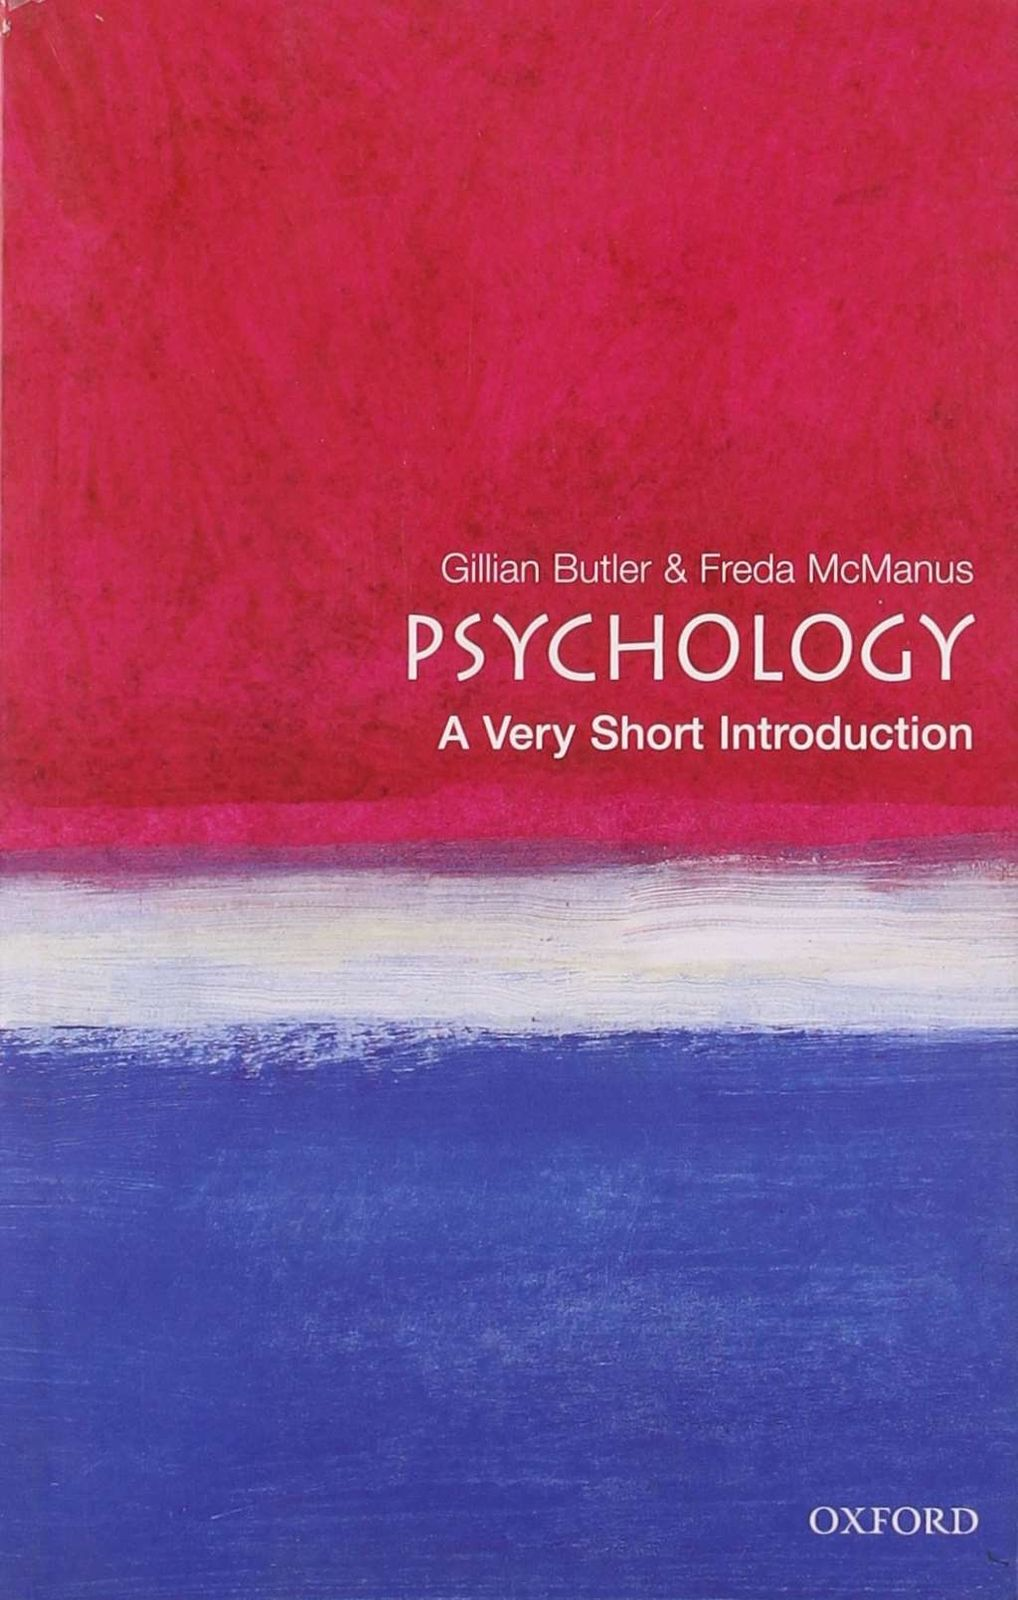 Gillian Butler & Freda McManus
PSYCHOLOGY
A Very Short Introduction
OXFORD